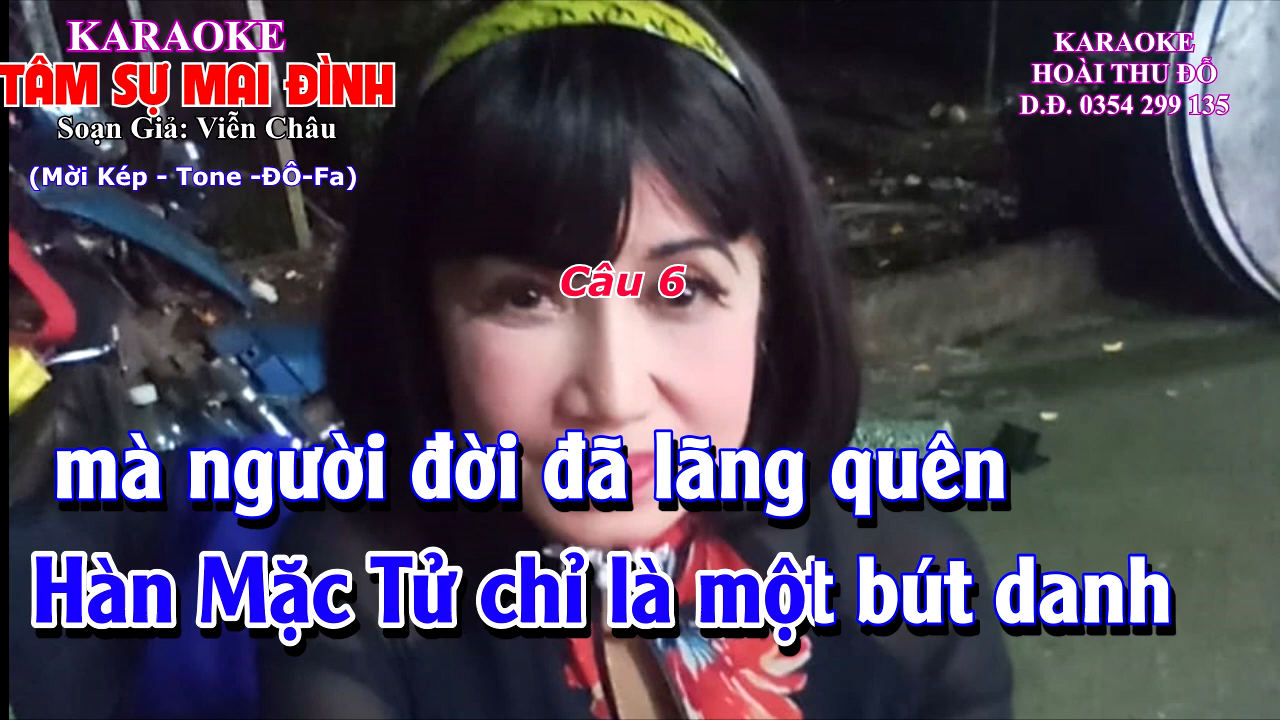 KARAOKE
TÂM SỰ MAI ĐÌNH
Soạn Giả: Viễn Châu
(Mời Kép - Tone -ĐÔ-Fa)
KARAOKE
HOÀI THU ĐỖ
D.Đ. 0354 299 135
Câu 6
mà người đời đã lãng quên
Hàn Mặc Tử chỉ là một bút danh